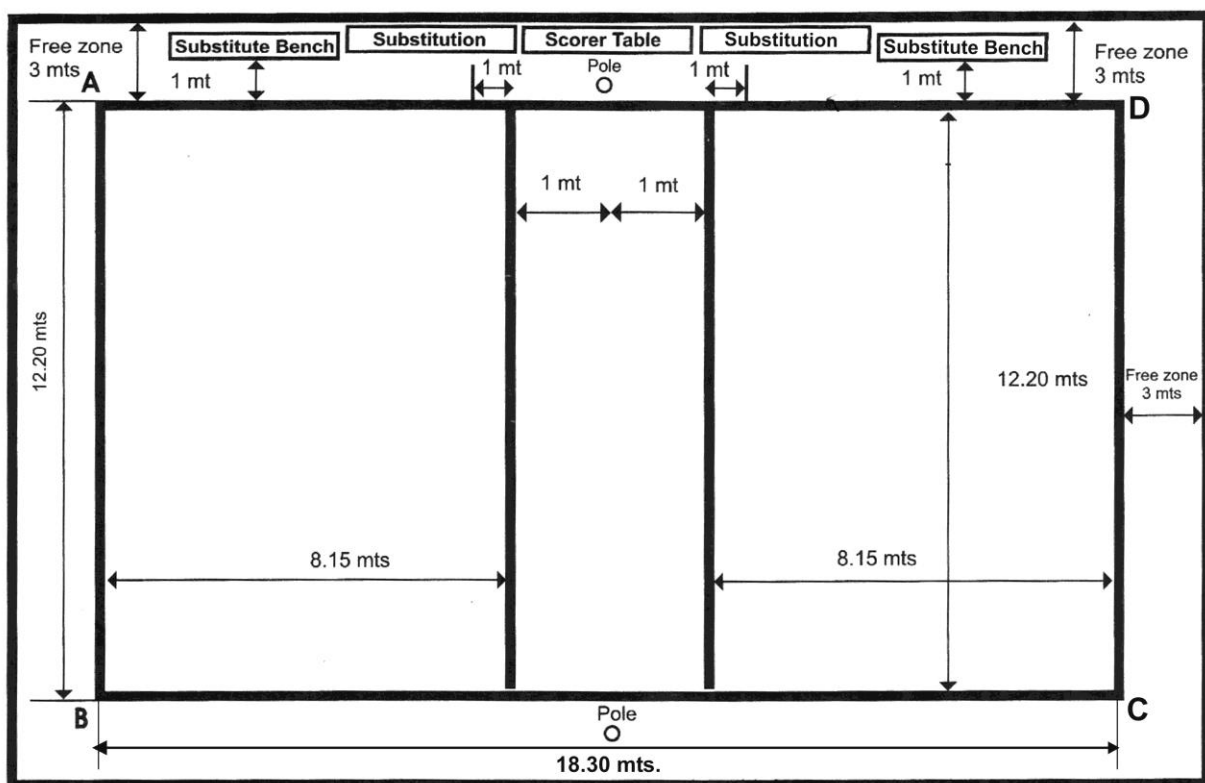 Free zone
3 mts
Substitute Bench
Substitution
Scorer Table
Substitution
Substitute Bench
Free zone
3 mts
1 mt
1 mt
Pole
1 mt
1 mt
A
D
1 mt
1 mt
12.20 mts
12.20 mts
Free zone
3 mts
8.15 mts
8.15 mts
B
Pole
C
18.30 mts.